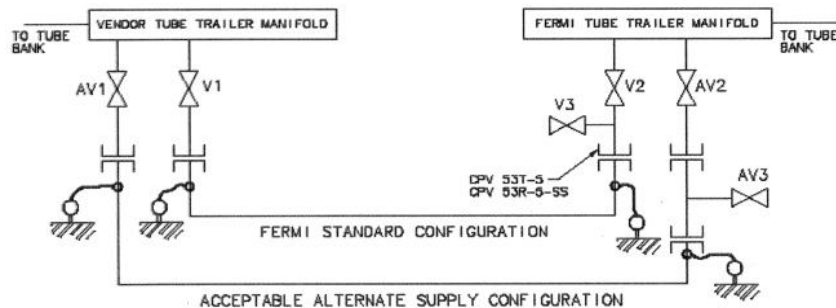 VENDOR TUBE TRAILER MANIFOLD
FERMI TUBE TRAILER MANIFOLD
TO TUBE
BANK
TO TUBE
BANK
AV1
V1
V2
AV2
V3
CPV 53T-5
CPV 53R-5-SS
AV3
FERMI STANDARD CONFIGURATION
ACCEPTABLE ALTERNATE SUPPLY CONFIGURATION